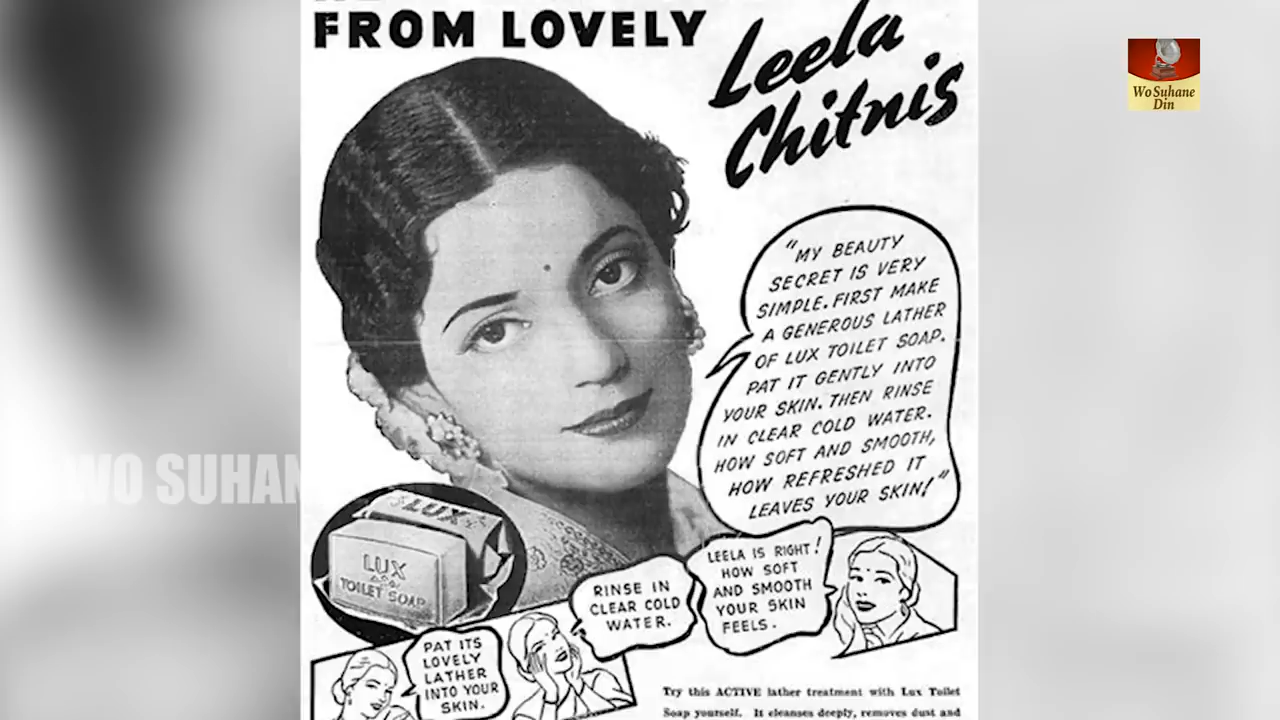 FROM LOVELY
Leela
Chitnis
Wo Suhane
Din
"MY BEAUTY
SECRET IS VERY
SIMPLE. FIRST MAKE
A GENEROUS LATHER
OF LUX TOILET SOAP.
PAT IT GENTLY INTO
YOUR SKIN. THEN RINSE
IN CLEAR COLD WATER.
HOW SOFT AND SMOOTH,
HOW REFRESHED IT
LEAVES YOUR SKIN!"
WO SUHAN
LUX
LUX
TOILET SOAP
PAT ITS
LOVELY
LATHER
INTO YOUR
SKIN.
RINSE IN
CLEAR COLD
WATER.
LEELA IS RIGHT!
HOW SOFT
AND SMOOTH
YOUR SKIN
FEELS.
Try this ACTIVE lather treatment with Lux Toilet
Soap yourself. It cleanses deeply, removes dust and